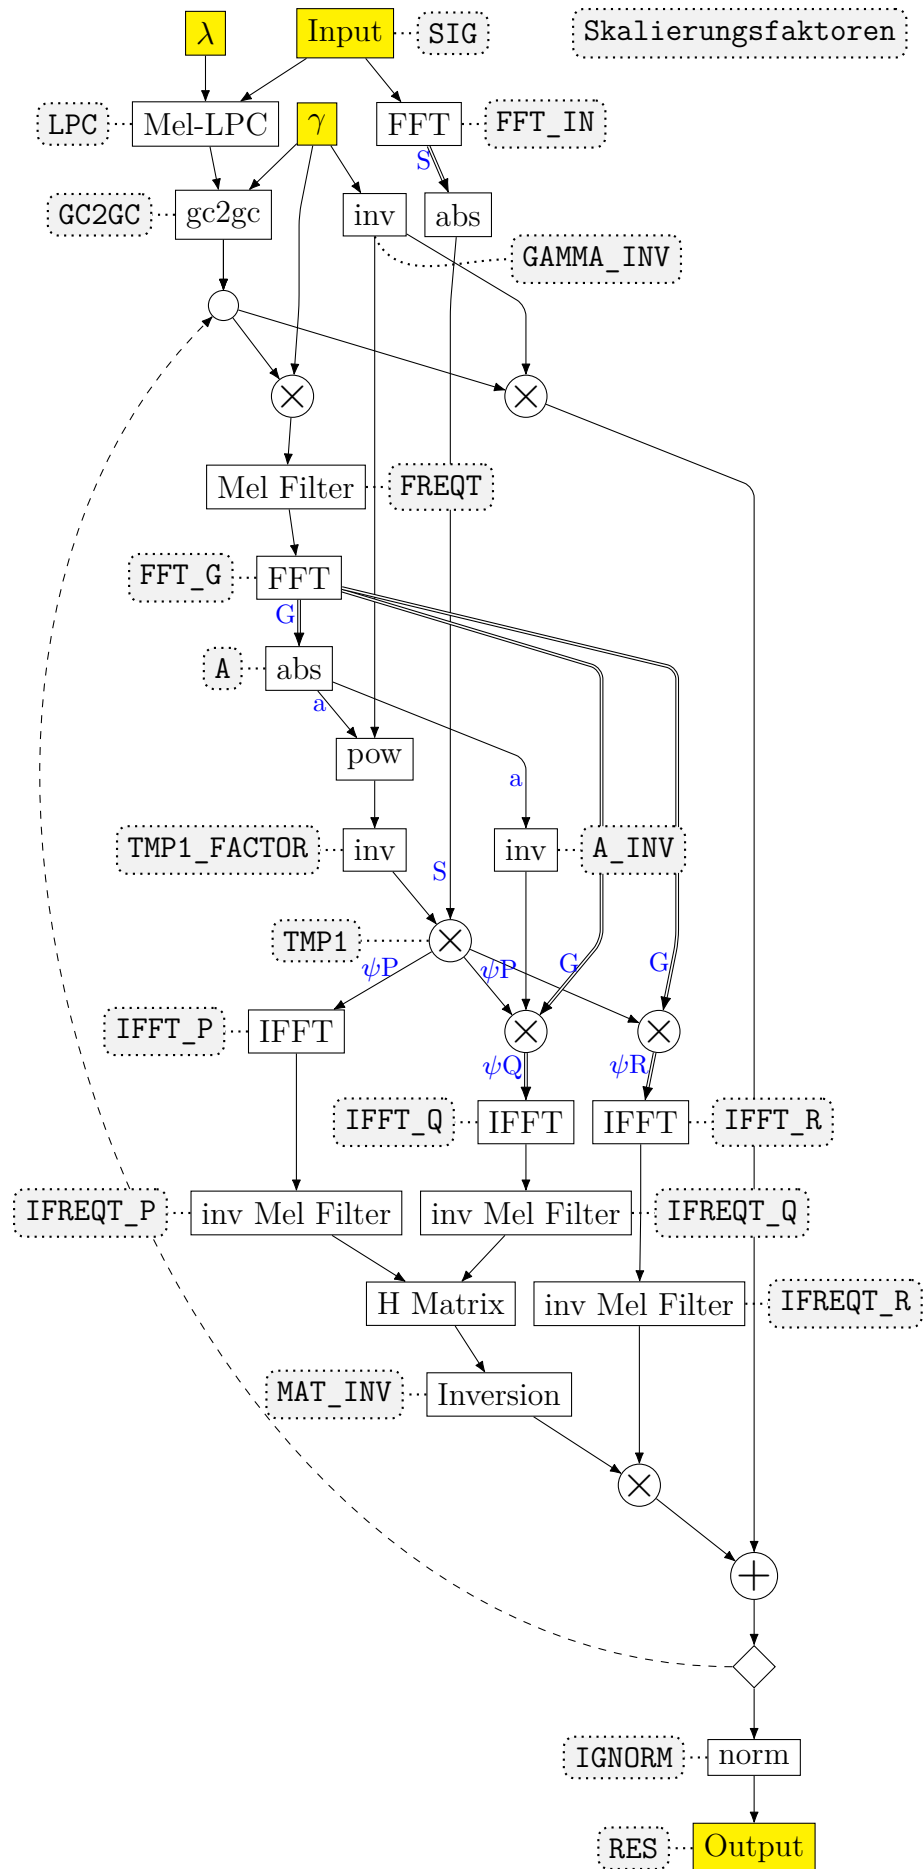 λ
Input
SIG
Skalierungsfaktoren
LPC
Mel-LPC
γ
FFT
FFT_IN
S
GC2GC
gc2gc
inv
abs
GAMMA_INV
×
×
Mel Filter
FREQT
FFT_G
FFT
G
A
abs
a
pow
a
TMP1_FACTOR
inv
S
inv
A_INV
TMP1
×
ψP
ψP
G
G
IFFT_P
IFFT
×
×
ψQ
ψR
IFFT_Q
IFFT
IFFT
IFFT_R
IFREQT_P
inv Mel Filter
inv Mel Filter
IFREQT_Q
H Matrix
inv Mel Filter
IFREQT_R
MAT_INV
Inversion
×
+
IGNORM
norm
RES
Output